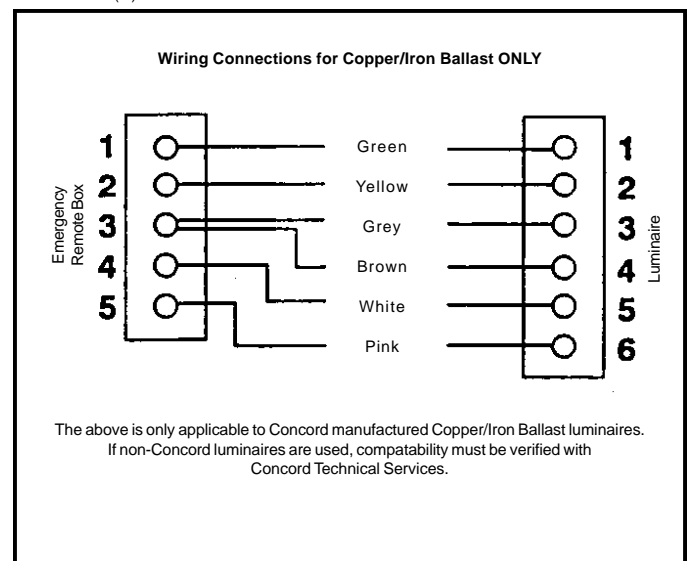 Wiring Connections for Copper/Iron Ballast ONLY
Emergency
Remote Box
1
2
3
4
5
Green
Yellow
Grey
Brown
White
Pink
1
2
3
4
5
6
Luminaire
The above is only applicable to Concord manufactured Copper/Iron Ballast luminaires.
If non-Concord luminaires are used, compatability must be verified with
Concord Technical Services.